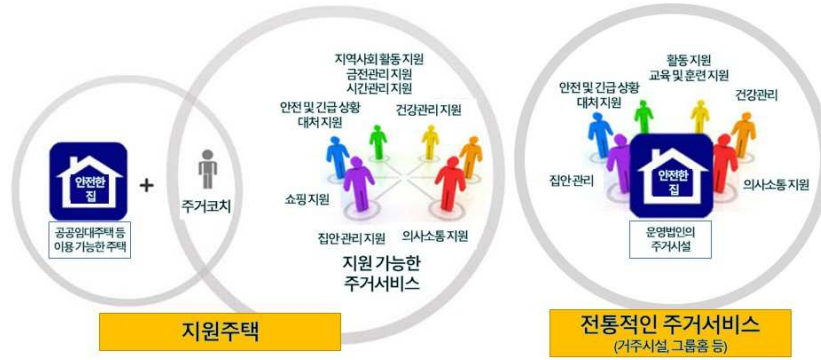 안전한
집
공공임대주택 등
이용 가능한 주택
+
주거코치
지역사회 활동 지원
금전관리 지원
시간관리 지원
안전 및 긴급 상황
대처 지원
건강관리 지원
쇼핑 지원
집안 관리 지원
의사소통 지원
지원 가능한
주거서비스
지원주택
활동 지원
교육 및 훈련 지원
안전 및 긴급 상황
대처 지원
건강관리
집안 관리
안전한
집
의사소통 지원
운영법인의
주거시설
전통적인 주거서비스
(거주시설, 그룹홈 등)